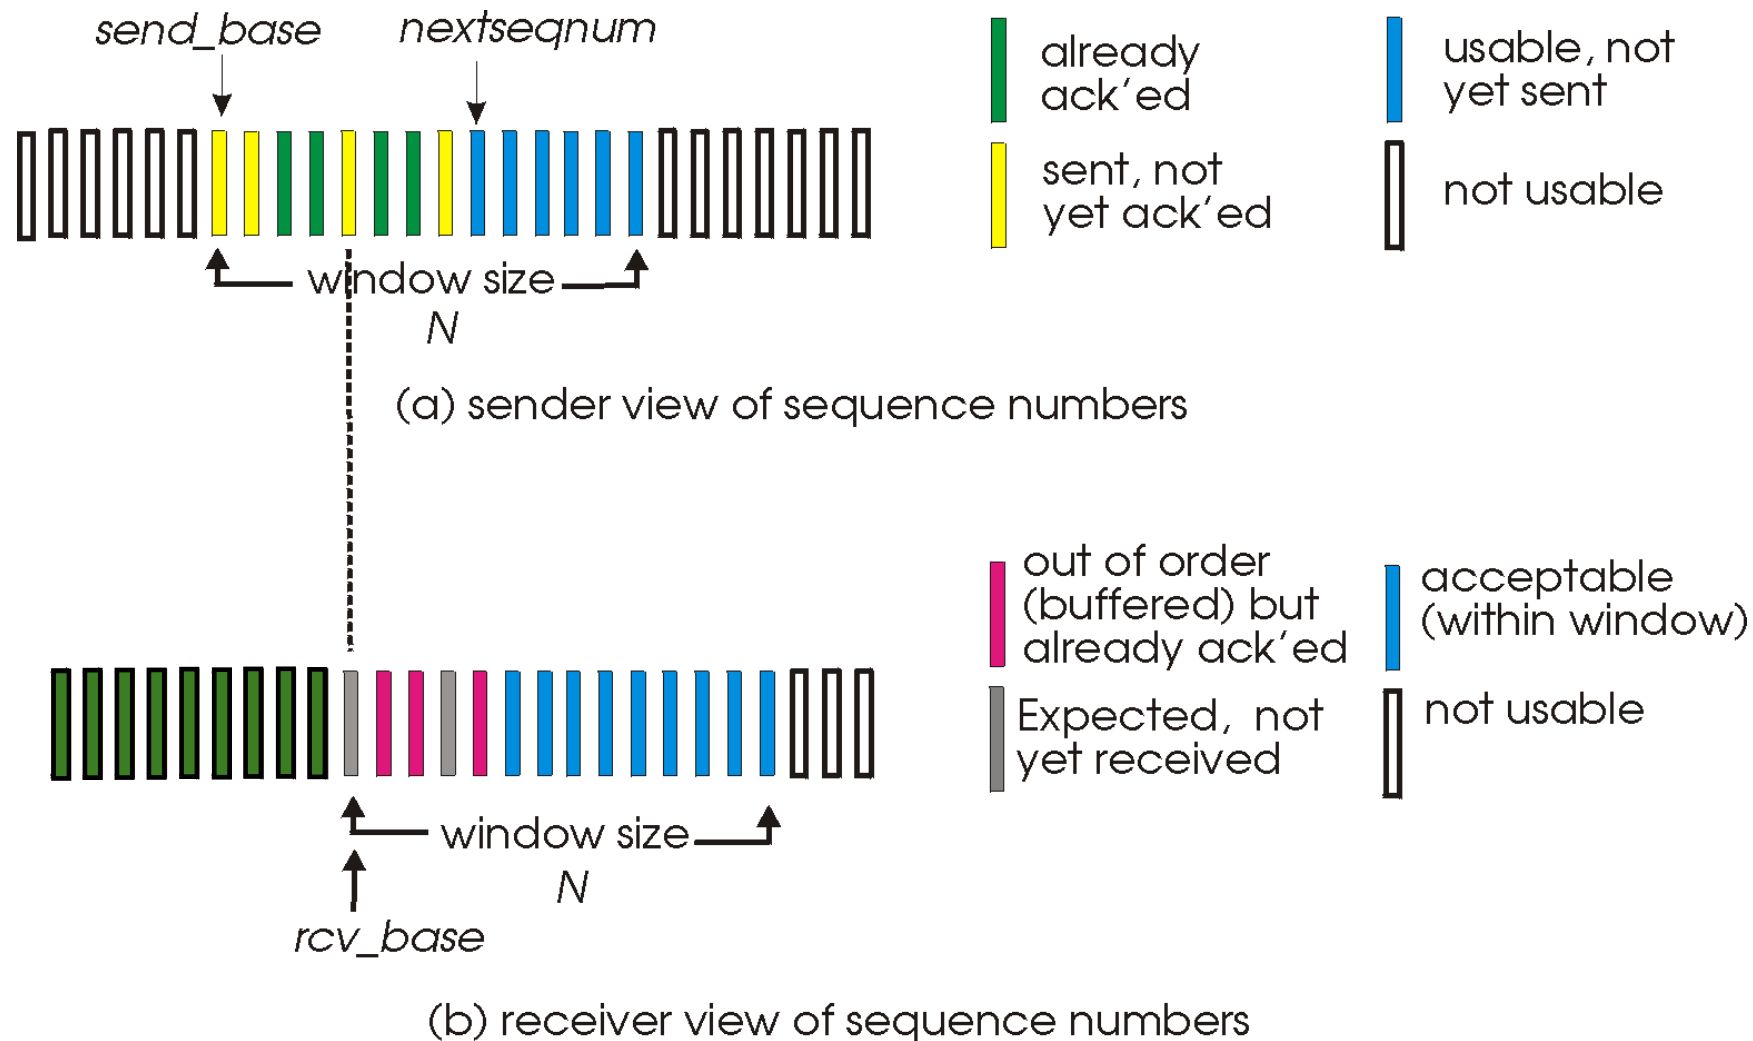 send_base
nextseqnum
already
ack'ed
usable, not
yet sent
sent, not
yet ack'ed
not usable
window size
N
(a) sender view of sequence numbers
out of order
(buffered) but
already ack'ed
acceptable
(within window)
Expected, not
yet received
not usable
window size
N
rcv_base
(b) receiver view of sequence numbers